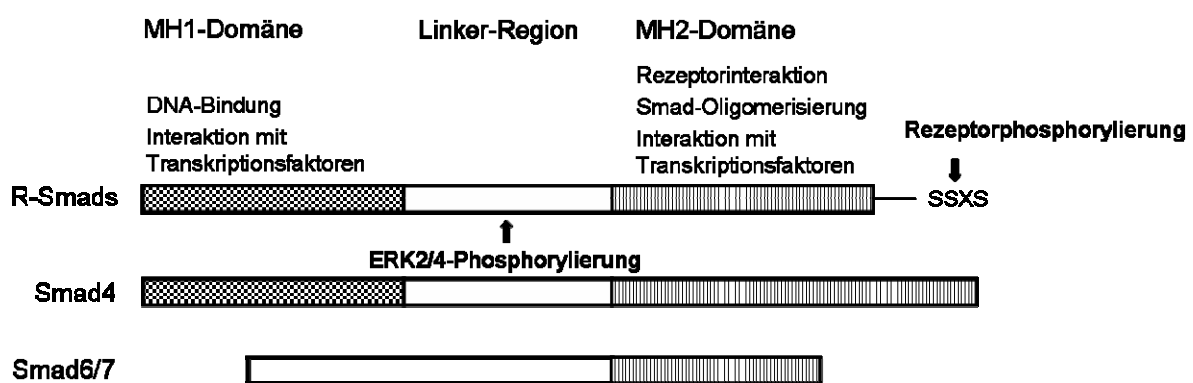 MH1-Domäne
Linker-Region
MH2-Domäne
DNA-Bindung
Interaktion mit
Transkriptionsfaktoren
Rezeptorinteraktion
Smad-Oligomerisierung
Interaktion mit
Transkriptionsfaktoren
Rezeptorphosphorylierung
R-Smads
SSXS
ERK2/4-Phosphorylierung
Smad4
Smad6/7